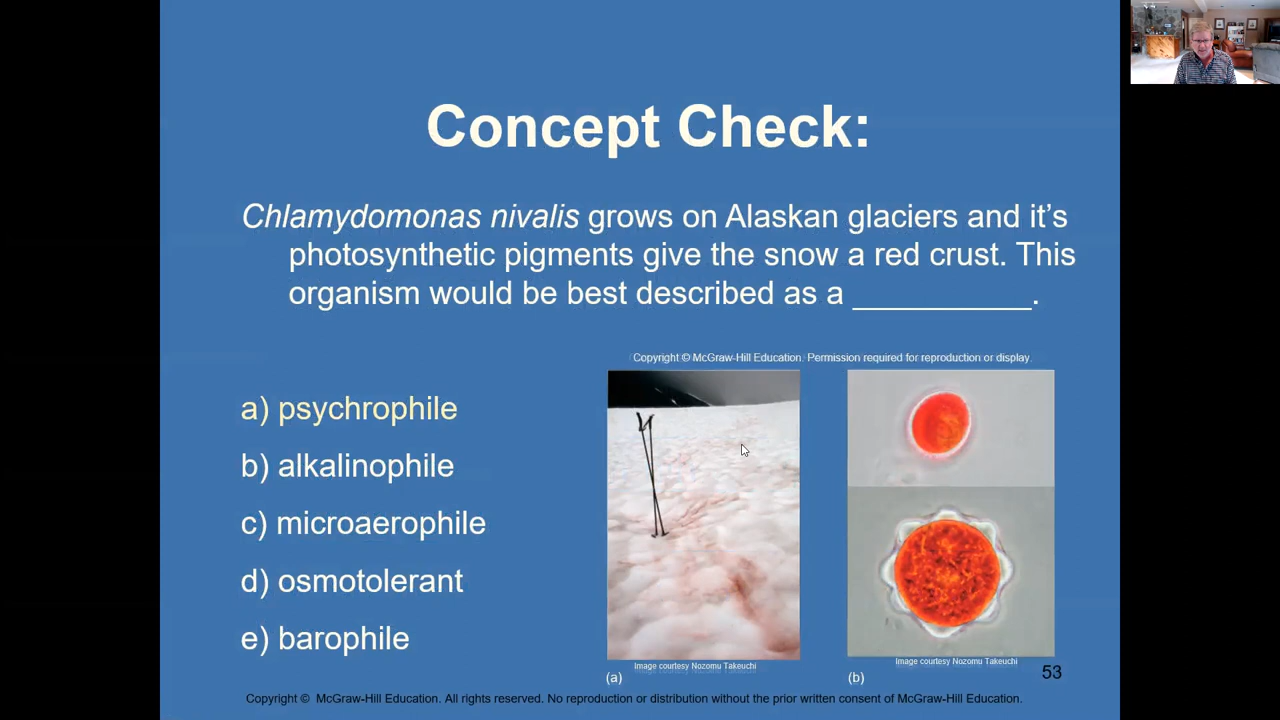 Concept Check:
Chlamydomonas nivalis grows on Alaskan glaciers and it's
photosynthetic pigments give the snow a red crust. This
organism would be best described as a __________.
Copyright © McGraw-Hill Education. Permission required for reproduction or display.
a) psychrophile
b) alkalinophile
c) microaerophile
d) osmotolerant
e) barophile
Image courtesy Nozomu Takeuchi
Image courtesy Nozomu Takeuchi
(a)
(b)
53
Copyright © McGraw-Hill Education. All rights reserved. No reproduction or distribution without the prior written consent of McGraw-Hill Education.